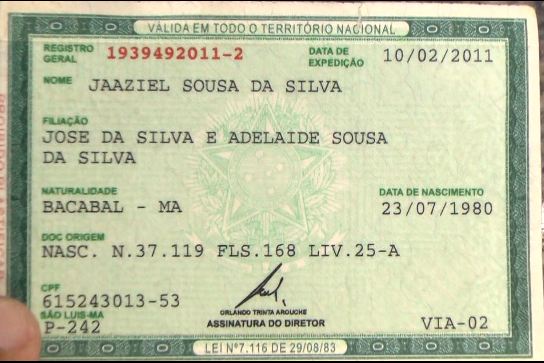 VÁLIDA EM TODO O TERRITÓRIO NACIONAL
REGISTRO GERAL 1939492011-2 DATA DE EXPEDIÇÃO 10/02/2011
NOME JAAZIEL SOUSA DA SILVA
FILIAÇÃO
JOSE DA SILVA E ADELAIDE SOUSA
DA SILVA
NATURALIDADE DATA DE NASCIMENTO
BACABAL - MA 23/07/1980
DOC ORIGEM
NASC. N.37.119 FLS.168 LIV.25-A
CPF
615243013-53
SÃO LUIS-MA ORLANDO TRINTA AROUCHE
P-242 ASSINATURA DO DIRETOR VIA-02
LEI Nº7.116 DE 29/08/83